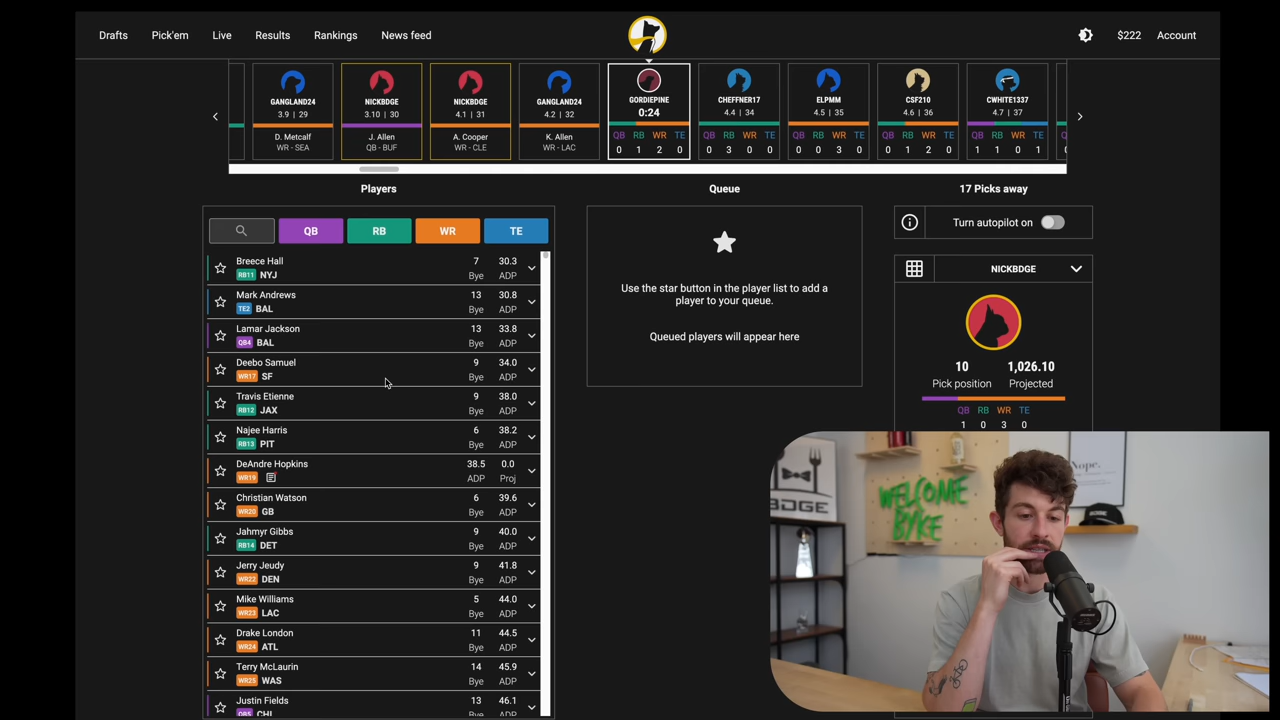 Drafts Pick'em Live Results Rankings News feed $222 Account
GANGLAND24 NICKBDGE NICKBDGE GANGLAND24 GORDIEPINE CHEFFNER17 ELPMM CSF210 CWHITE1337
3.9 | 29 3.10 | 30 4.1 | 31 4.2 | 32 0:24 4.4 | 34 4.5 | 35 4.6 | 36 4.7 | 37
D. Metcalf J. Allen A. Cooper K. Allen QB RB WR TE QB RB WR TE QB RB WR TE QB RB WR TE QB RB WR TE
WR - SEA QB - BUF WR - CLE WR - LAC 0 1 2 0 0 3 0 0 0 0 3 0 0 1 2 0 1 1 0 1
Players
QB RB WR TE
Breece Hall 7 30.3
RB11 NYJ Bye ADP
Mark Andrews 13 30.8
TE2 BAL Bye ADP
Lamar Jackson 13 33.8
QB4 BAL Bye ADP
Deebo Samuel 9 34.0
WR17 SF Bye ADP
Travis Etienne 9 38.0
RB12 JAX Bye ADP
Najee Harris 6 38.2
RB13 PIT Bye ADP
DeAndre Hopkins 38.5 0.0
WR19 ADP Proj
Christian Watson 6 39.6
WR20 GB Bye ADP
Jahmyr Gibbs 9 40.0
RB14 DET Bye ADP
Jerry Jeudy 9 41.8
WR22 DEN Bye ADP
Mike Williams 5 44.0
WR23 LAC Bye ADP
Drake London 11 44.5
WR24 ATL Bye ADP
Terry McLaurin 14 45.9
WR25 WAS Bye ADP
Justin Fields 13 46.1
QB5 CHI Bye ADP
Queue
Use the star button in the player list to add a
player to your queue.
Queued players will appear here
17 Picks away
Turn autopilot on
NICKBDGE
10 1,026.10
Pick position Projected
QB RB WR TE
1 0 3 0
BDGE
WELCOME
BYKE
Nope.